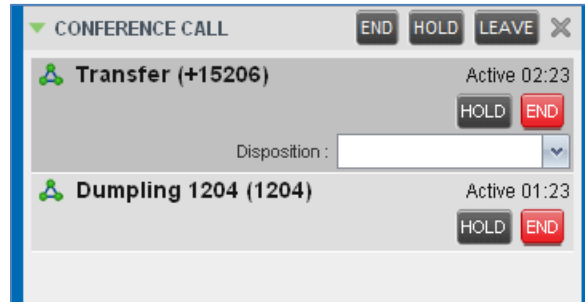 CONFERENCE CALL END HOLD LEAVE
Transfer (+15206) Active 02:23
HOLD END
Disposition :
Dumpling 1204 (1204) Active 01:23
HOLD END